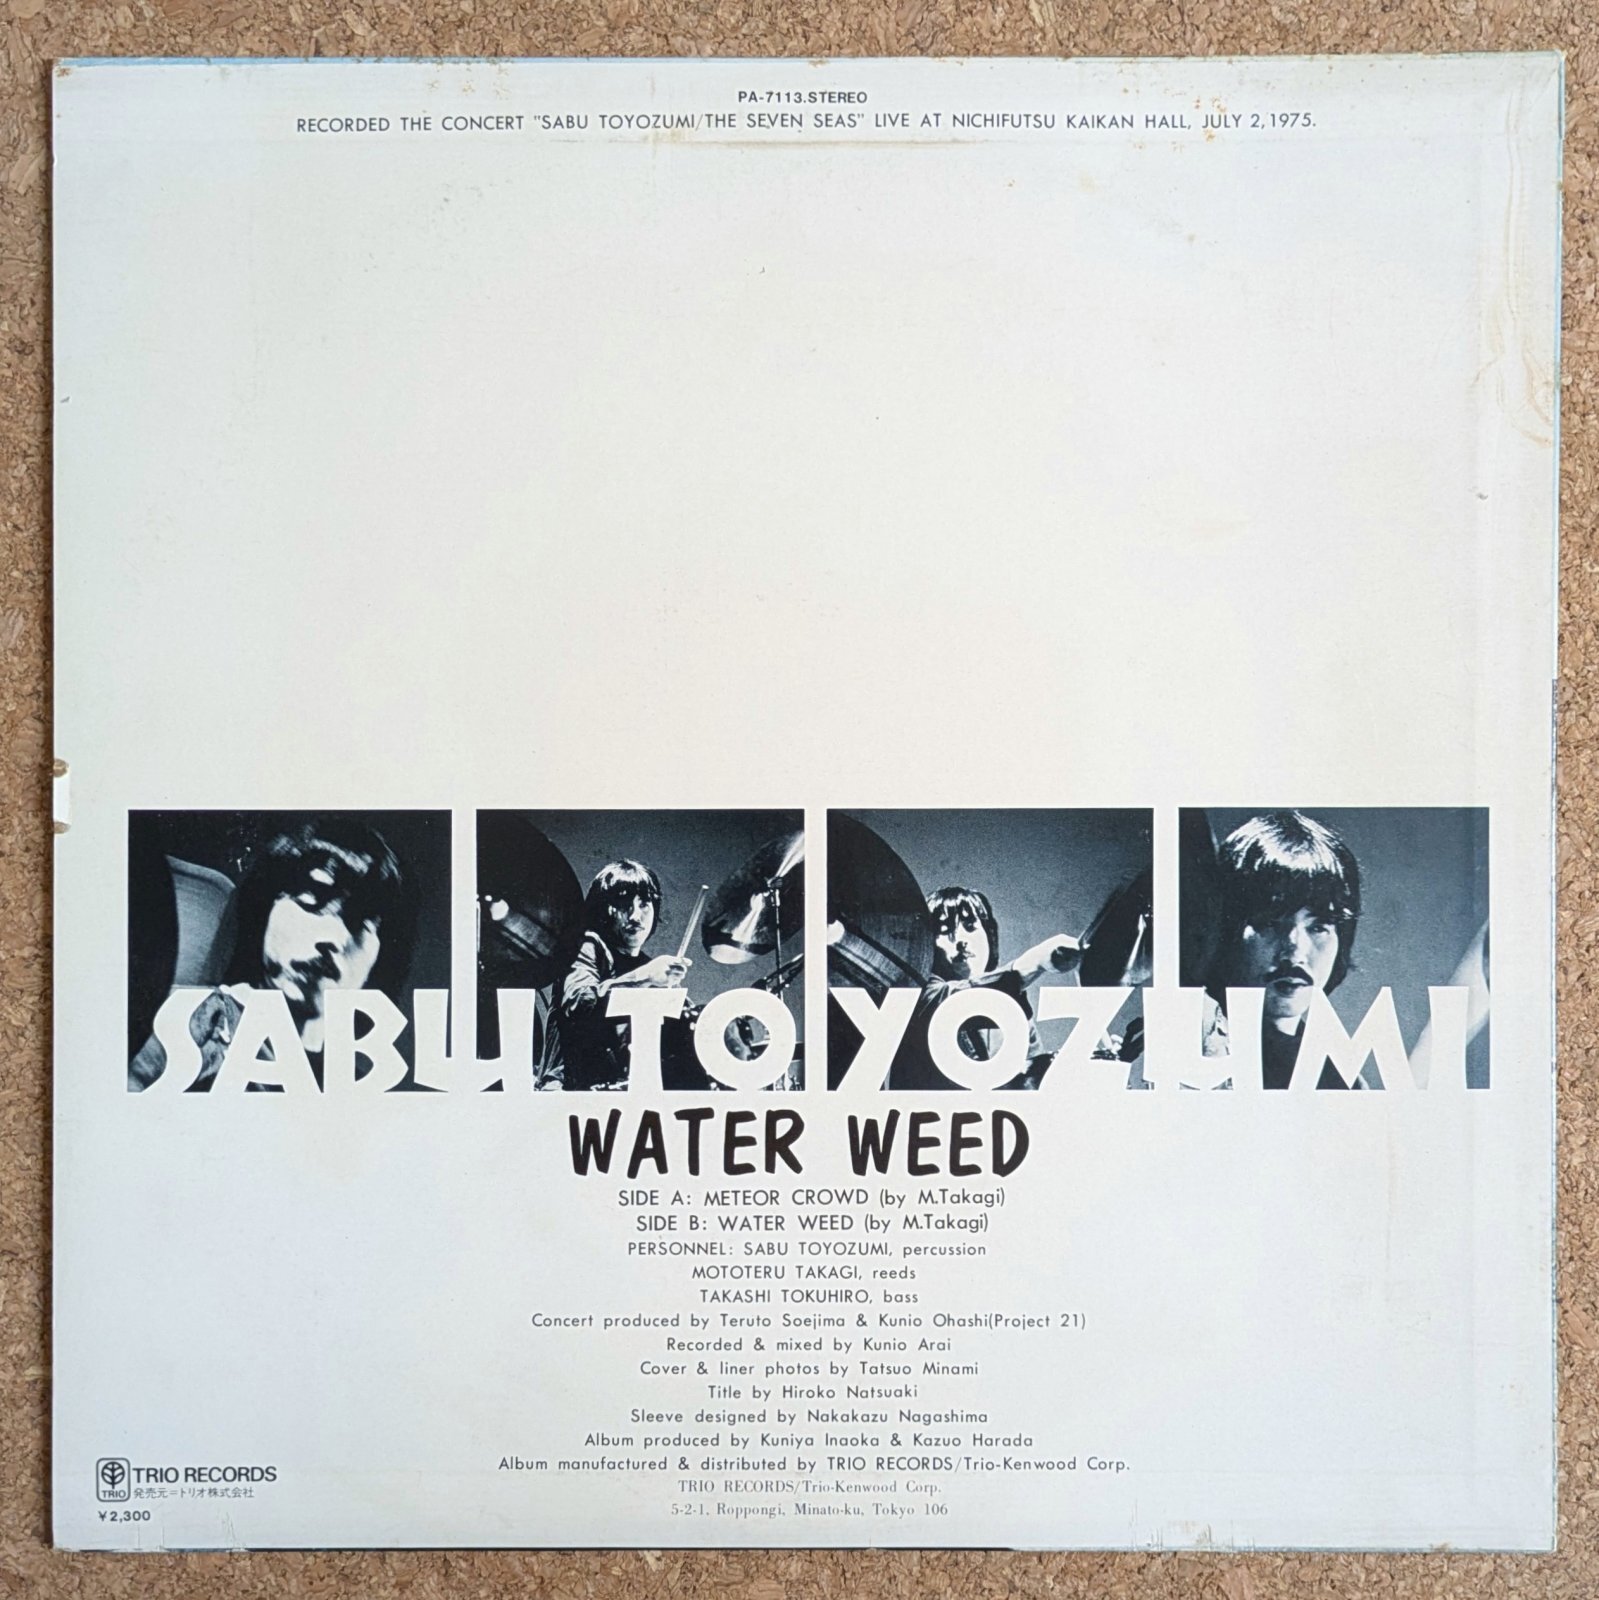 PA-7113.STEREO
RECORDED THE CONCERT "SABU TOYOZUMI/THE SEVEN SEAS" LIVE AT NICHIFUTSU KAIKAN HALL, JULY 2,1975.
SABU TOYOZUMI
WATER WEED
SIDE A: METEOR CROWD (by M.Takagi)
SIDE B: WATER WEED (by M.Takagi)
PERSONNEL: SABU TOYOZUMI, percussion
MOTOTERU TAKAGI, reeds
TAKASHI TOKUHIRO, bass
Concert produced by Teruto Soejima & Kunio Ohashi(Project 21)
Recorded & mixed by Kunio Arai
Cover & liner photos by Tatsuo Minami
Title by Hiroko Natsuaki
Sleeve designed by Nakakazu Nagashima
Album produced by Kuniya Inaoka & Kazuo Harada
Album manufactured & distributed by TRIO RECORDS/Trio-Kenwood Corp.
TRIO RECORDS/Trio-Kenwood Corp.
5-2-1, Roppongi, Minato-ku, Tokyo 106
TRIO
TRIO RECORDS
発売元=トリオ株式会社
¥2,300